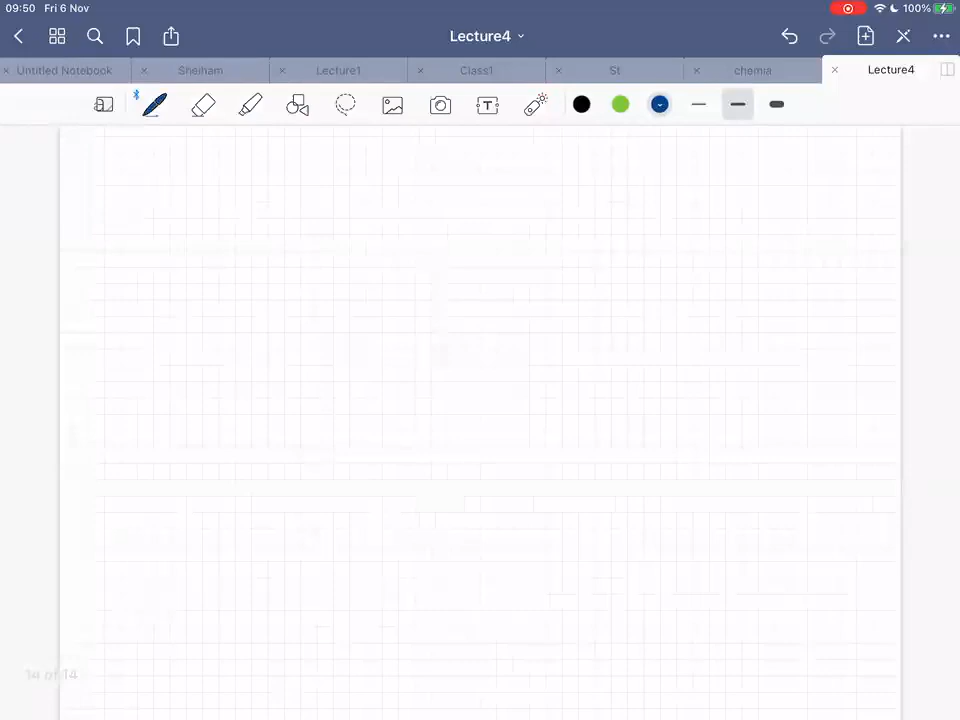 09:50 Fri 6 Nov 100%
Lecture4
Untitled Notebook Sheiham Lecture1 Class1 St chemia Lecture4
T
14 of 14